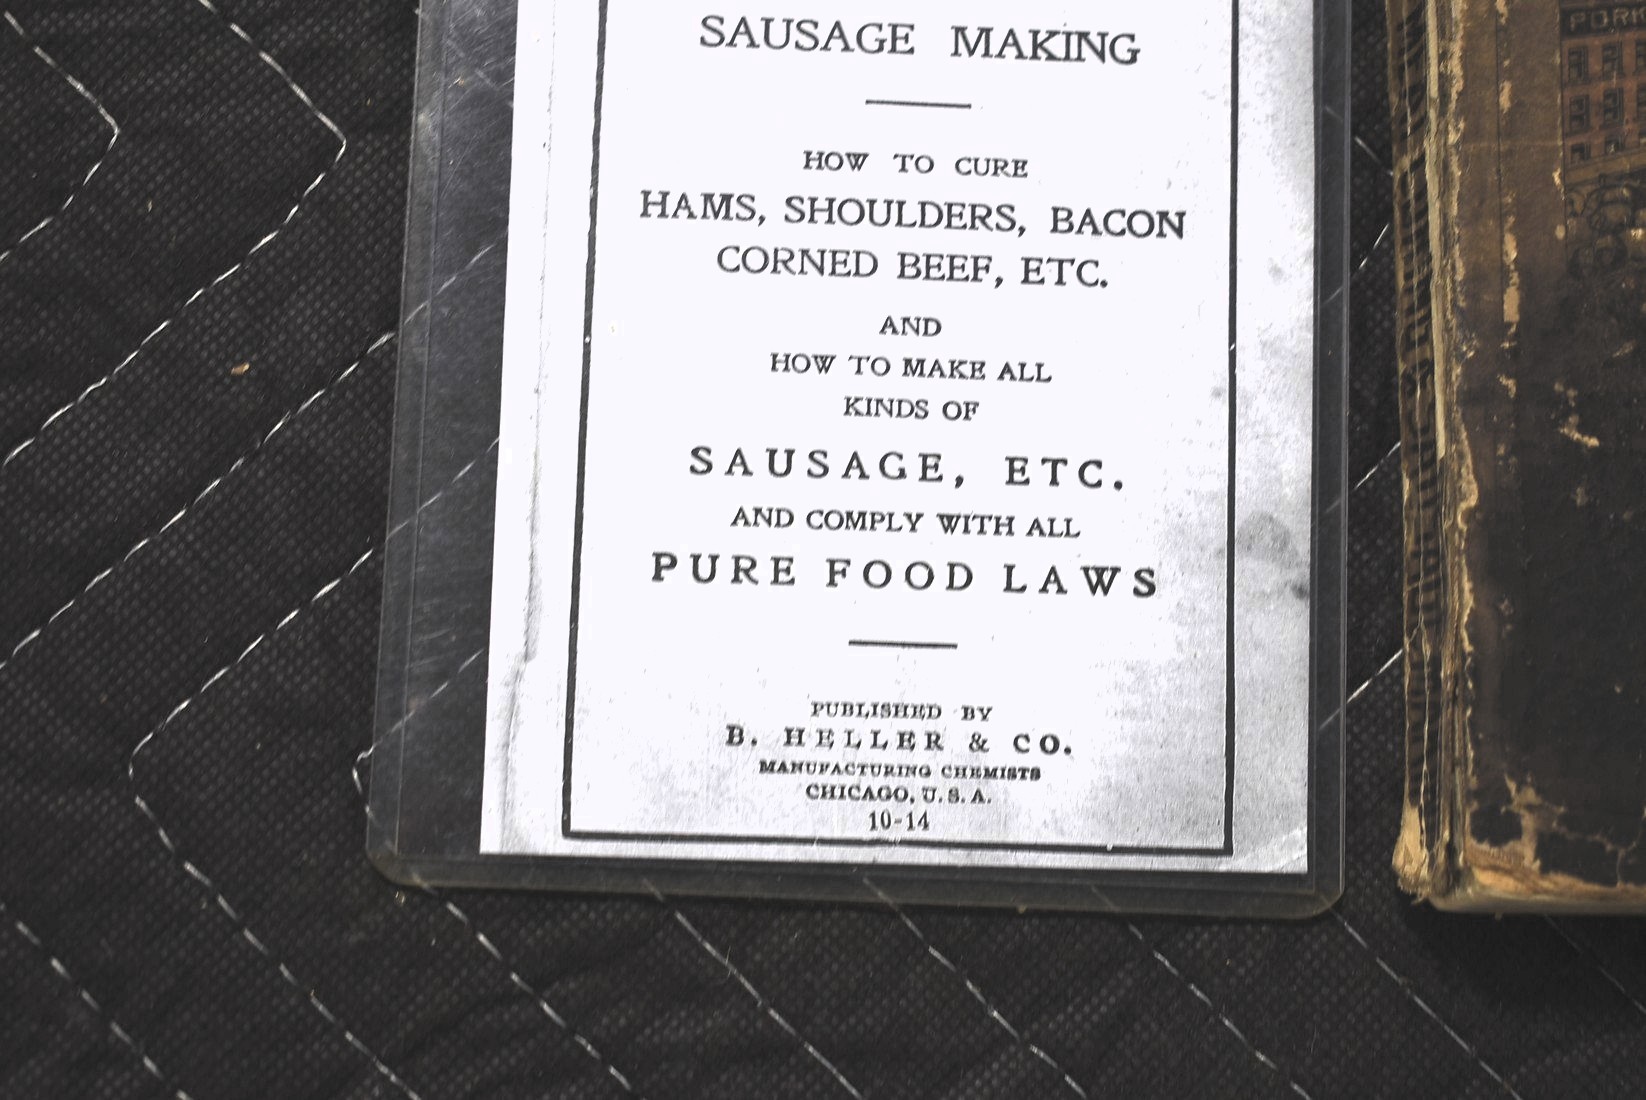 SAUSAGE MAKING
HOW TO CURE
HAMS, SHOULDERS, BACON
CORNED BEEF, ETC.
AND
HOW TO MAKE ALL
KINDS OF
SAUSAGE, ETC.
AND COMPLY WITH ALL
PURE FOOD LAWS
PUBLISHED BY
B. HELLER & CO.
MANUFACTURING CHEMISTS
CHICAGO, U.S.A.
10-14
PORK